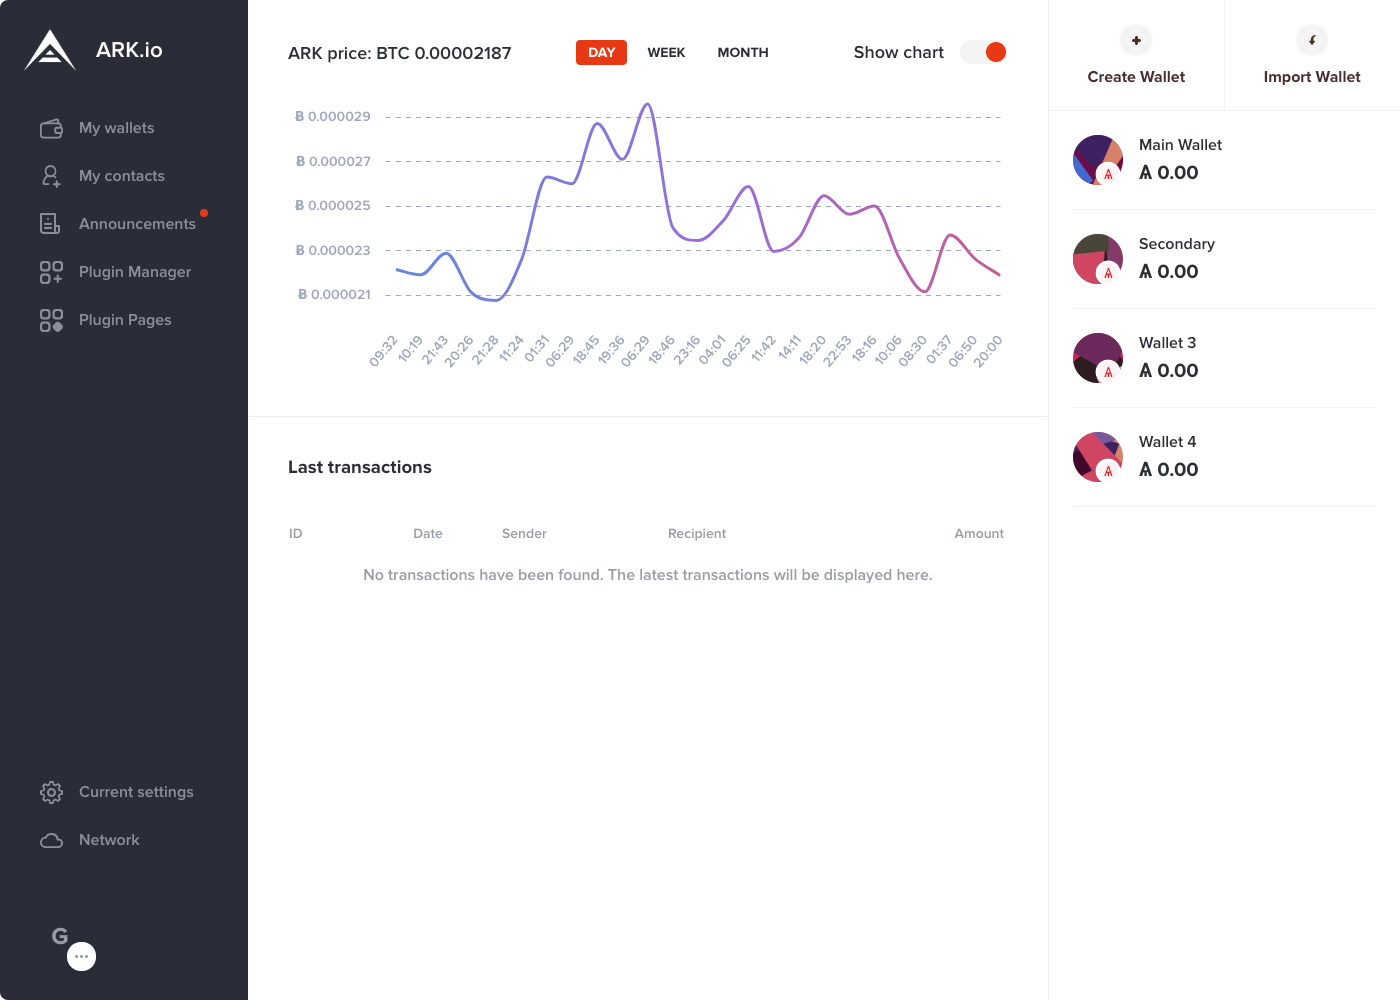 ARK.io
My wallets
My contacts
Announcements
Plugin Manager
Plugin Pages
Current settings
Network
G
ARK price: BTC 0.00002187
DAY WEEK MONTH
Show chart
Ƀ 0.000029
Ƀ 0.000027
Ƀ 0.000025
Ƀ 0.000023
Ƀ 0.000021
09:32 10:19 21:43 20:26 21:28 11:24 01:31 06:29 18:45 19:36 06:29 18:46 23:16 04:01 06:25 11:42 14:11 18:20 22:53 18:16 10:06 08:30 01:37 06:50 20:00
Last transactions
ID Date Sender Recipient Amount
No transactions have been found. The latest transactions will be displayed here.
Create Wallet Import Wallet
Main Wallet
Ѧ 0.00
Secondary
Ѧ 0.00
Wallet 3
Ѧ 0.00
Wallet 4
Ѧ 0.00